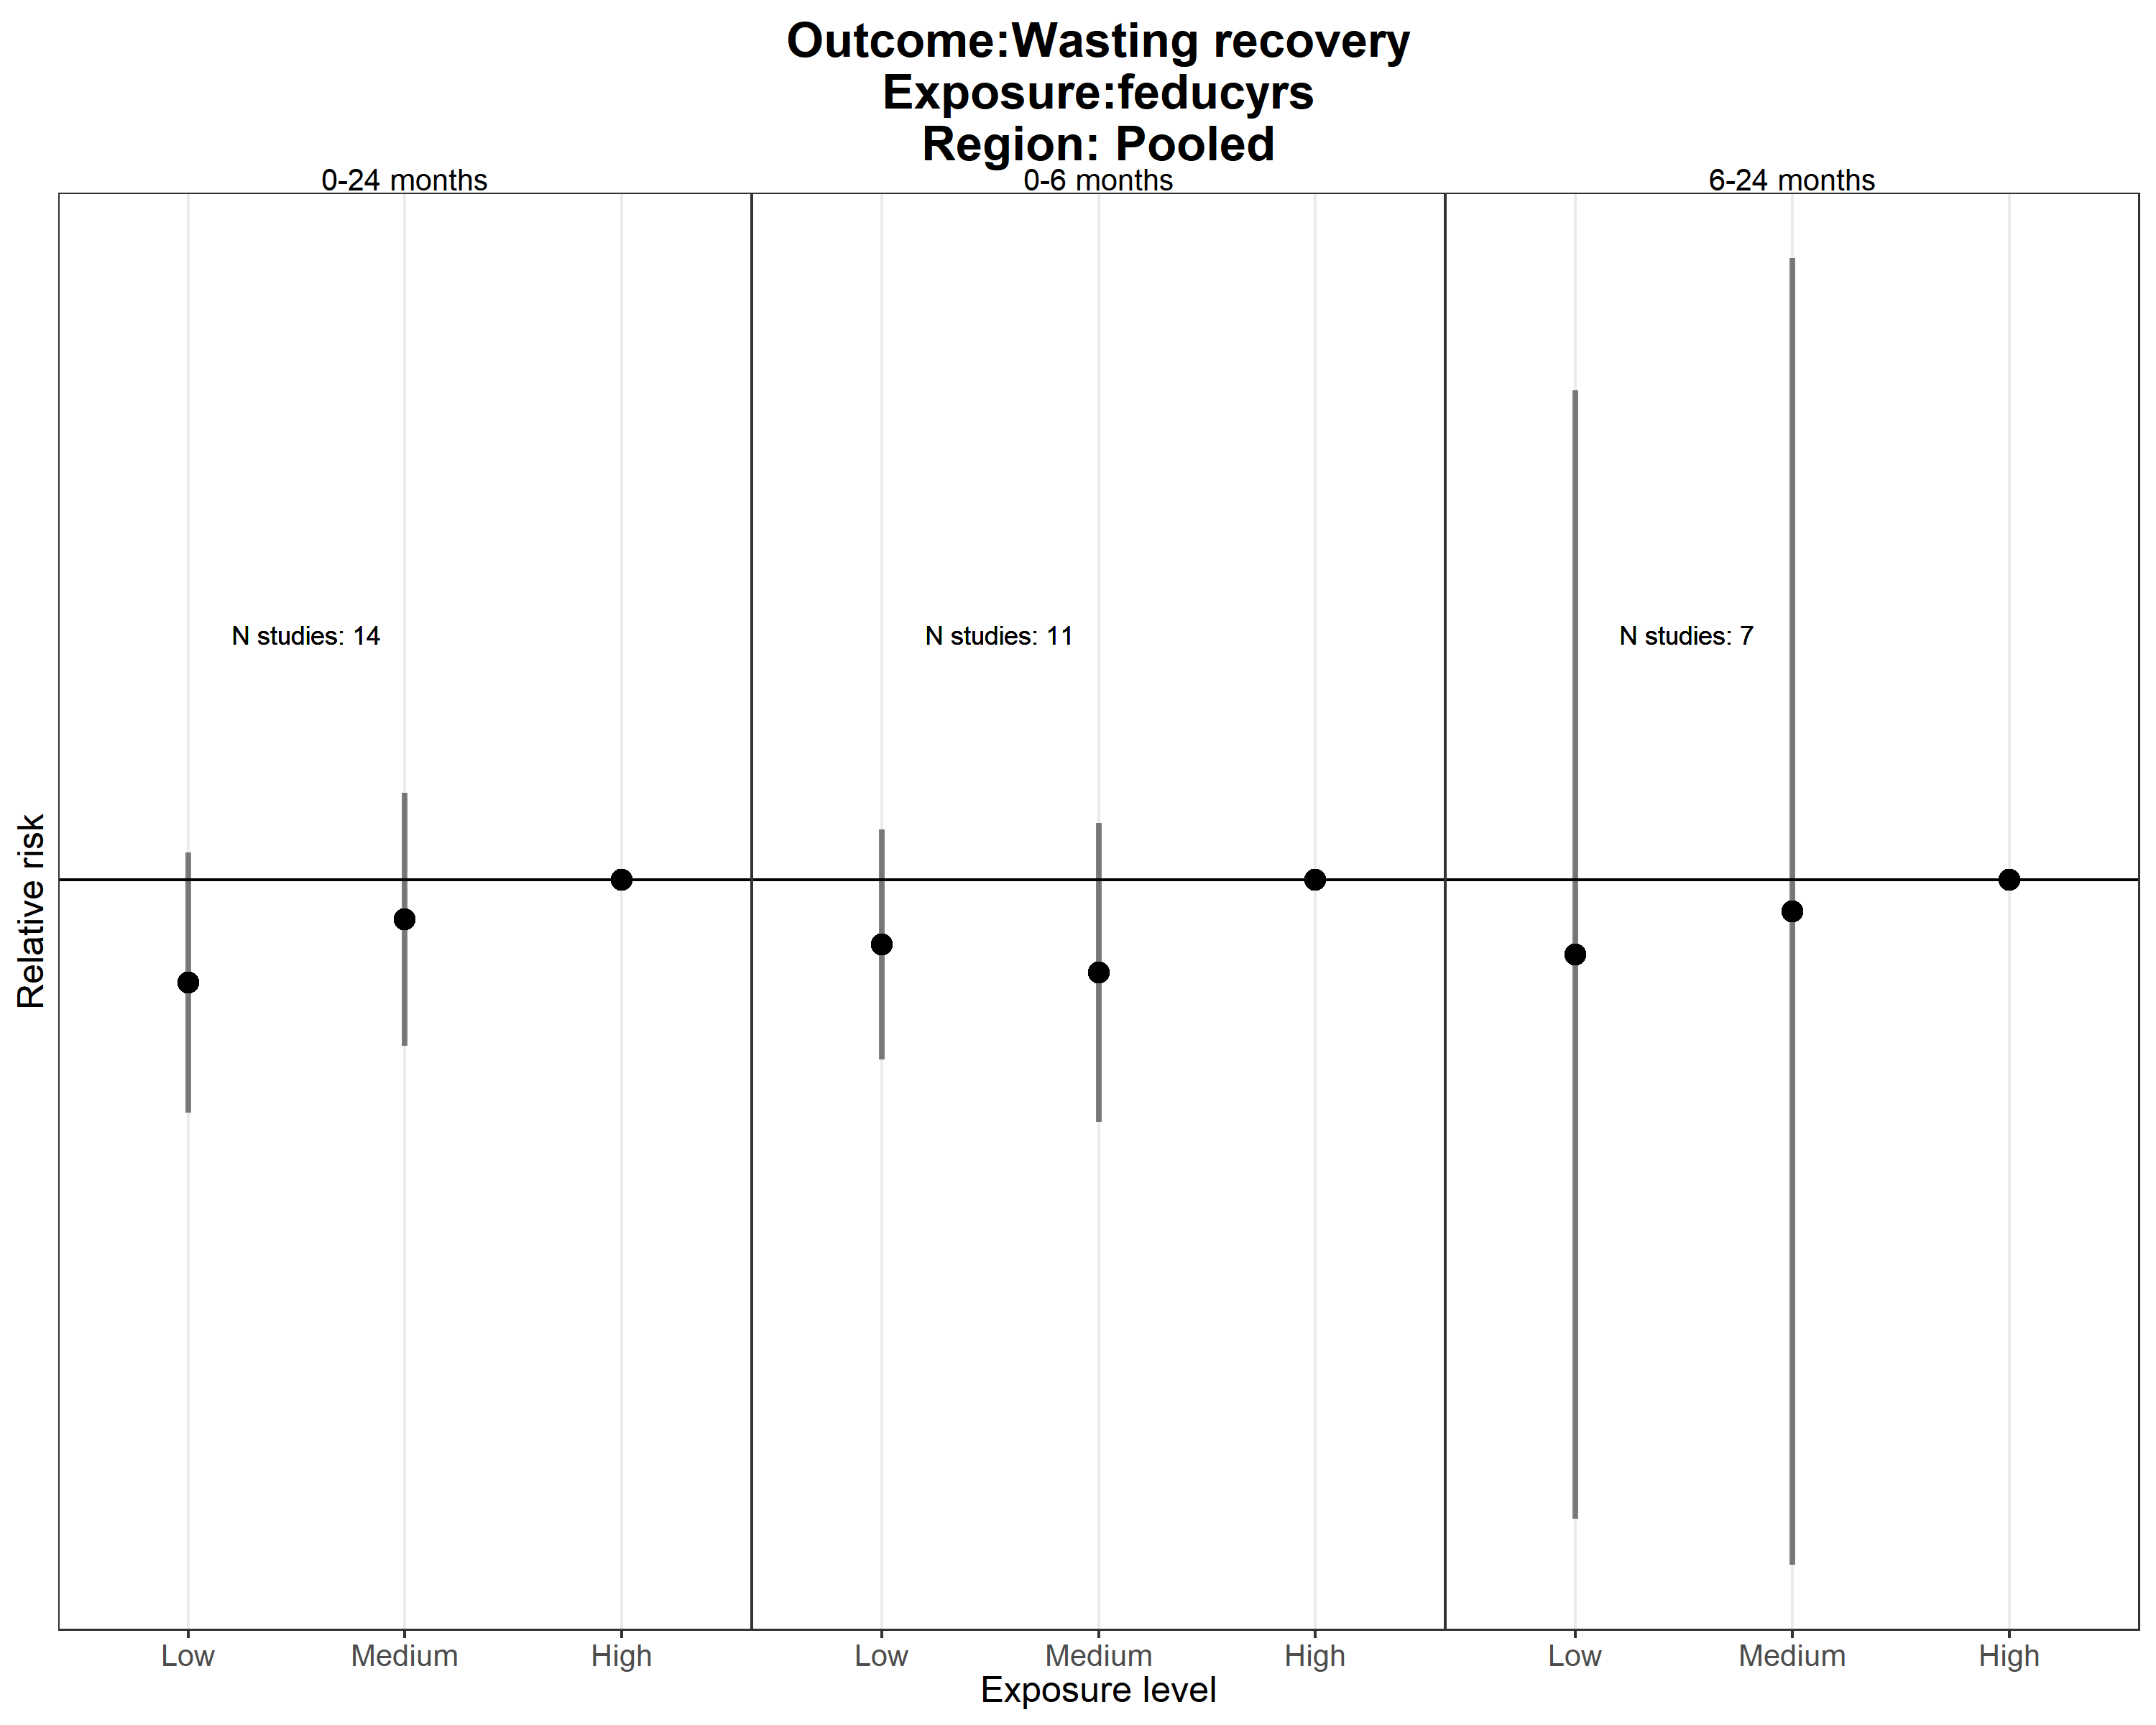 Outcome:Wasting recovery
Exposure:feducyrs
Region: Pooled
0-24 months
0-6 months
6-24 months
N studies: 14
N studies: 11
N studies: 7
Relative risk
Low
Medium
High
Low
Medium
High
Low
Medium
High
Exposure level